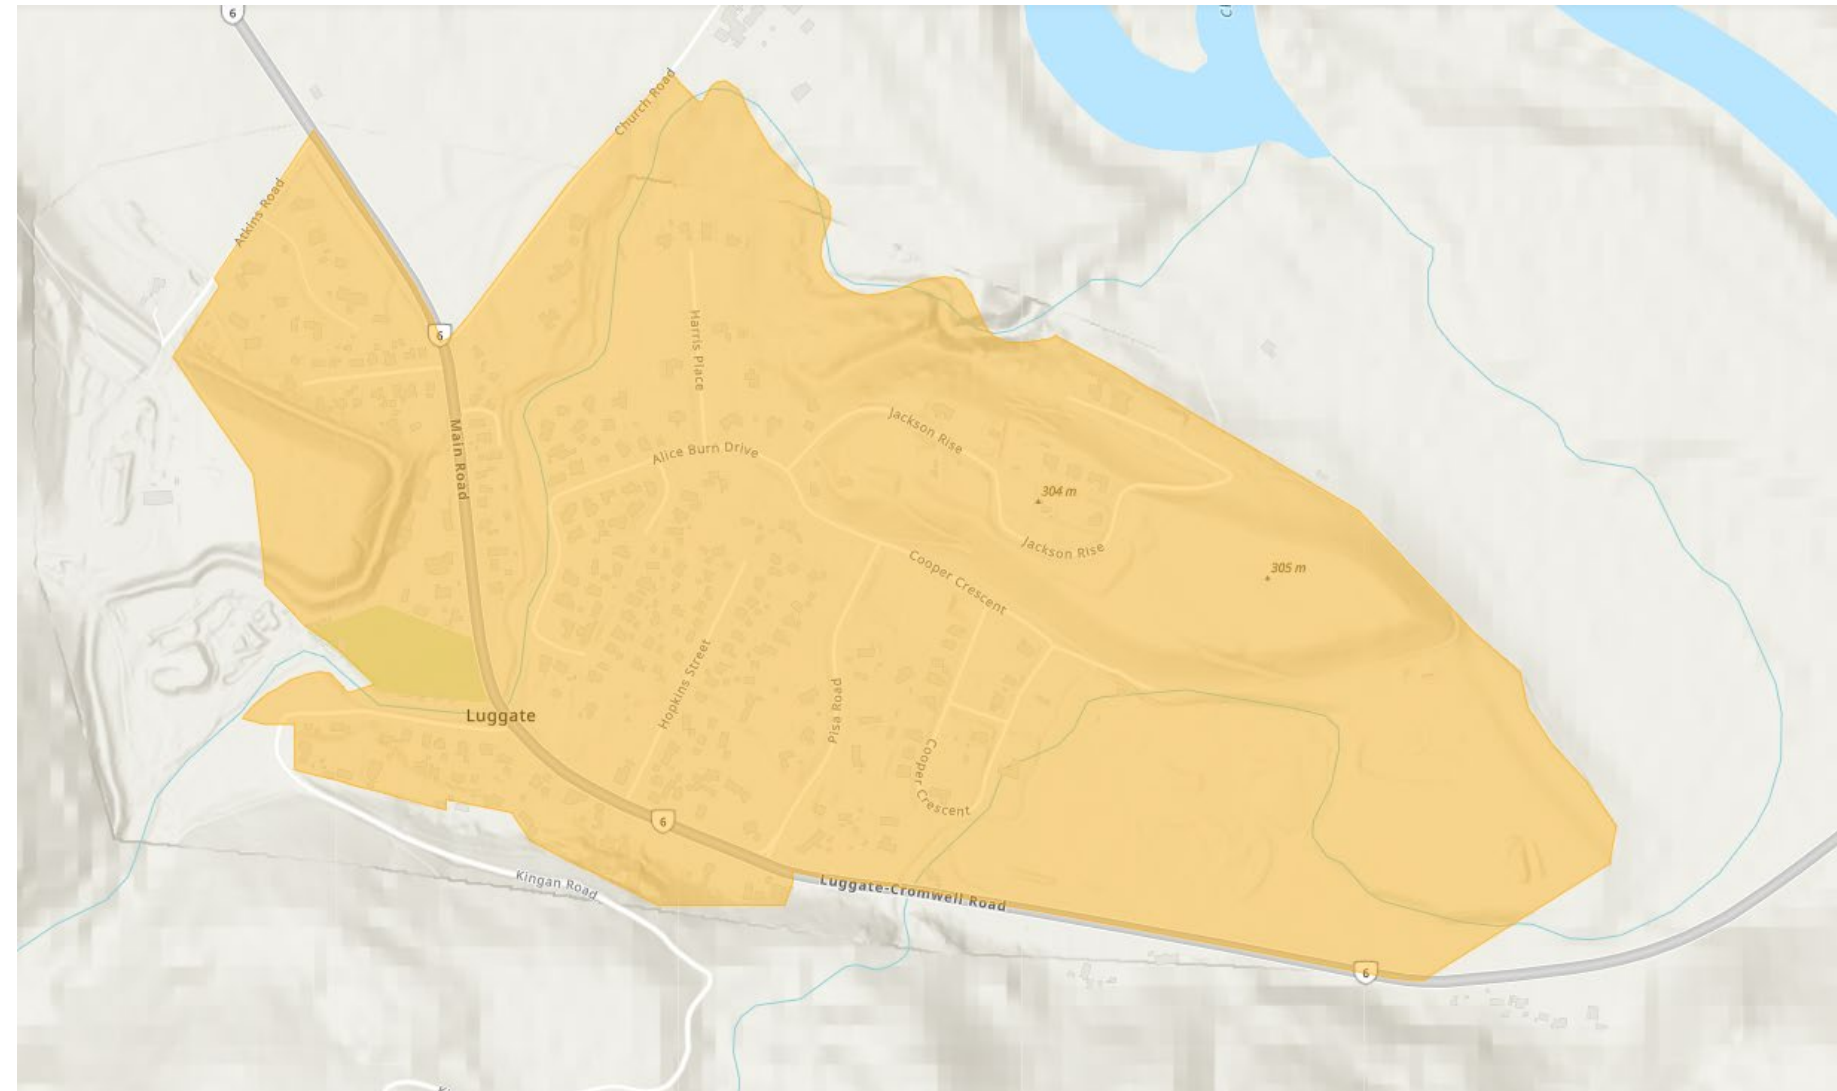 6
Church Road
Atkins Road
6
Harris Place
Main Road
Jackson Rise
Alice Burn Drive
304 m
Jackson Rise
Cooper Crescent
305 m
Hopkins Street
Pisa Road
Luggate
Cooper Crescent
6
Kingan Road
Luggate-Cromwell Road
6